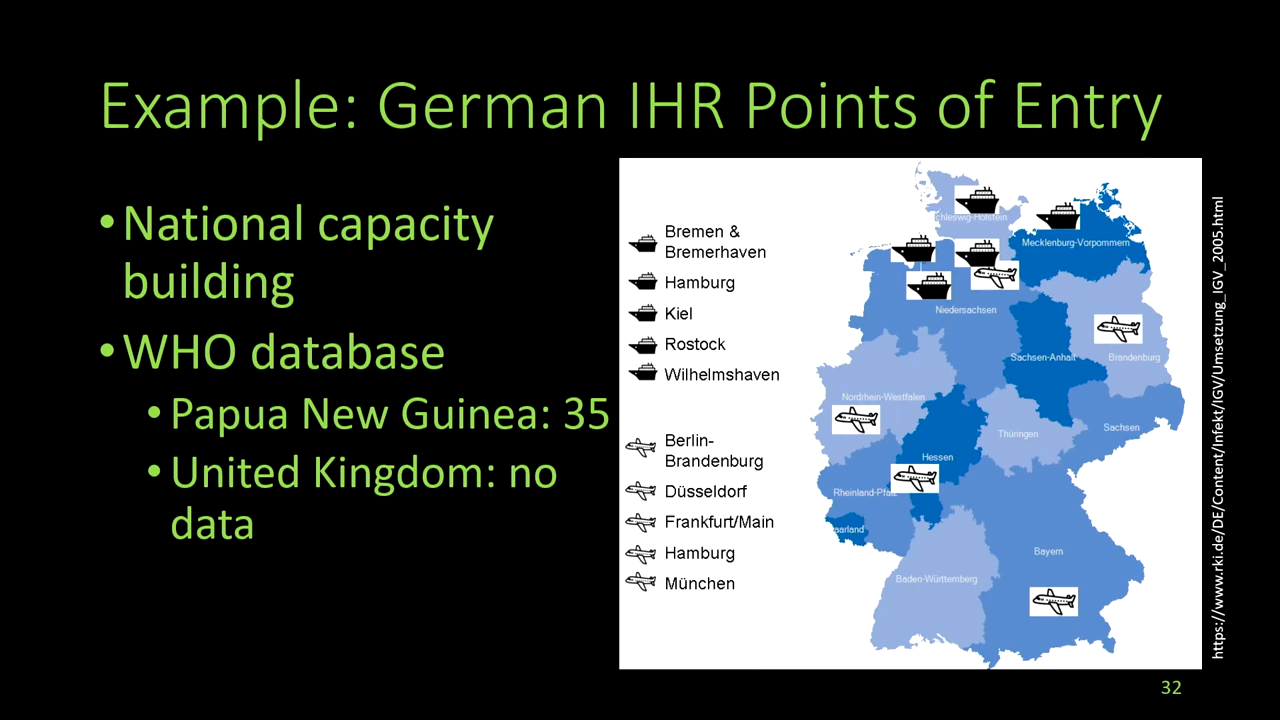 Example: German IHR Points of Entry
•National capacity
building
•WHO database
•Papua New Guinea: 35
•United Kingdom: no
data
Bremen &
Bremerhaven
Hamburg
Kiel
Rostock
Wilhelmshaven
Berlin-
Brandenburg
Düsseldorf
Frankfurt/Main
Hamburg
München
chleswig-Holstein
Mecklenburg-Vorpommern
Niedersachsen
Sachsen-Anhalt
Brandenburg
Nordrhein-Westfalen
Thüringen
Sachsen
Hessen
Rheinland-Pfalz
aarland
Bayern
Baden-Württemberg
https://www.rki.de/DE/Content/Infekt/IGV/Umsetzung_IGV_2005.html
32